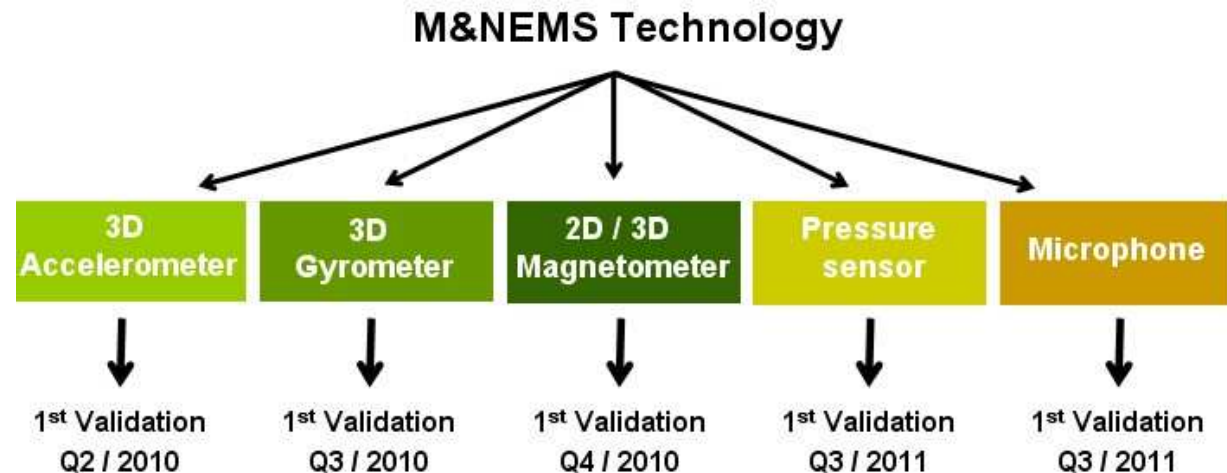 M&NEMS Technology
3D
Accelerometer
3D
Gyrometer
2D / 3D
Magnetometer
Pressure
sensor
Microphone
1st Validation
Q2 / 2010
1st Validation
Q3 / 2010
1st Validation
Q4 / 2010
1st Validation
Q3 / 2011
1st Validation
Q3 / 2011